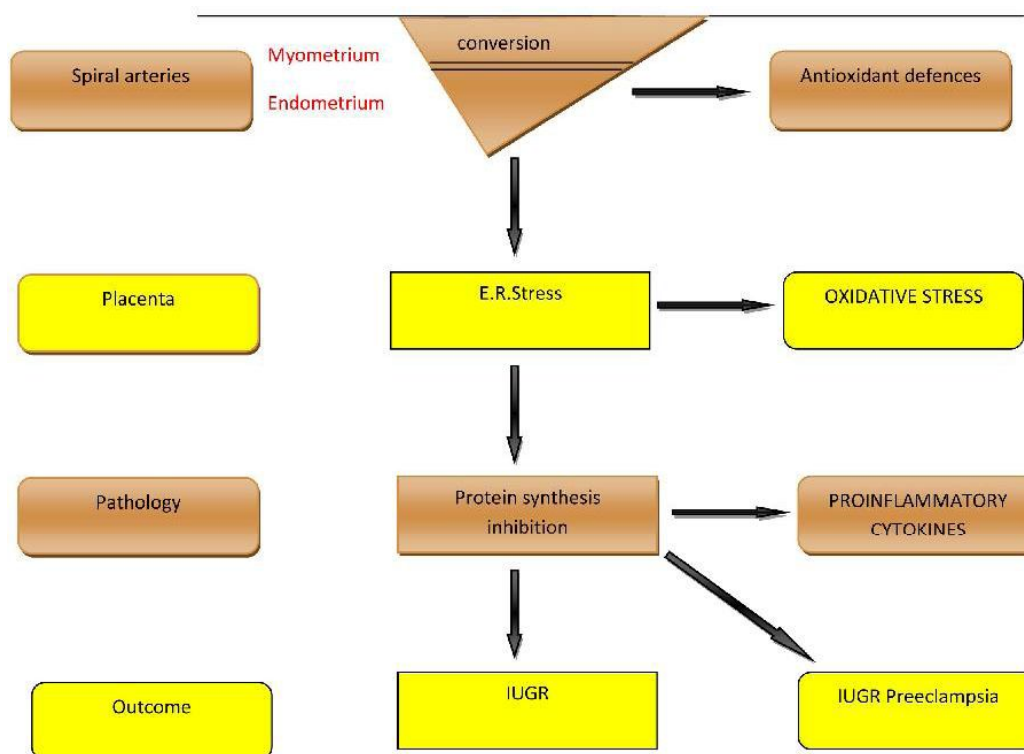 conversion
Myometrium
Spiral arteries
Antioxidant defences
Endometrium
Placenta
E.R.Stress
OXIDATIVE STRESS
Pathology
Protein synthesis
inhibition
PROINFLAMMATORY
CYTOKINES
Outcome
IUGR
IUGR Preeclampsia